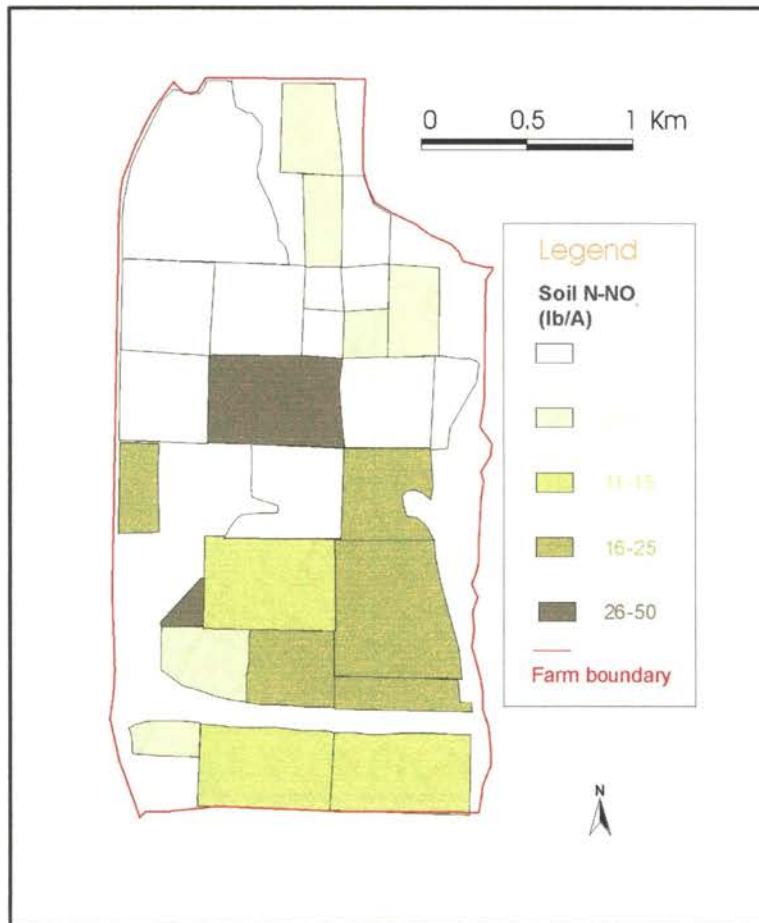 0 0.5 1 Km
Legend
Soil N-NO
(lb/A)
11-15
16-25
26-50
Farm boundary
N